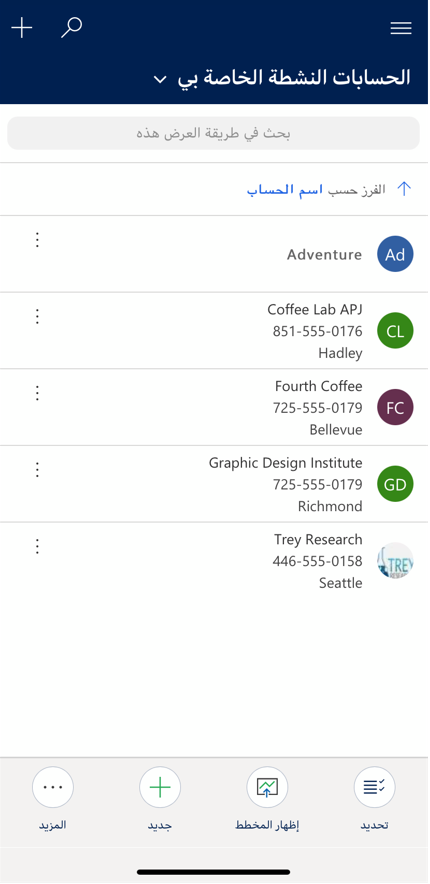 الحسابات النشطة الخاصة بي
بحث في طريقة العرض هذه
الفرز حسب اسم الحساب
Ad
Adventure
CL
Coffee Lab APJ
851-555-0176
Hadley
FC
Fourth Coffee
725-555-0179
Bellevue
GD
Graphic Design Institute
725-555-0179
Richmond
TREY
Trey Research
446-555-0158
Seattle
تحديد
إظهار المخطط
جديد
المزيد